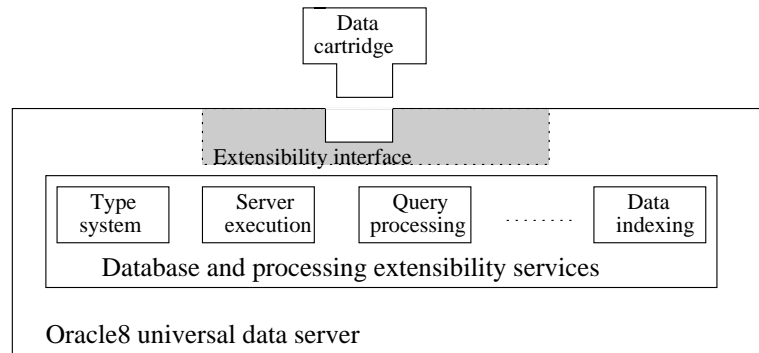 Data
cartridge
Extensibility interface
Type
system
Server
execution
Query
processing
. . . . . . . .
Data
indexing
Database and processing extensibility services
Oracle8 universal data server